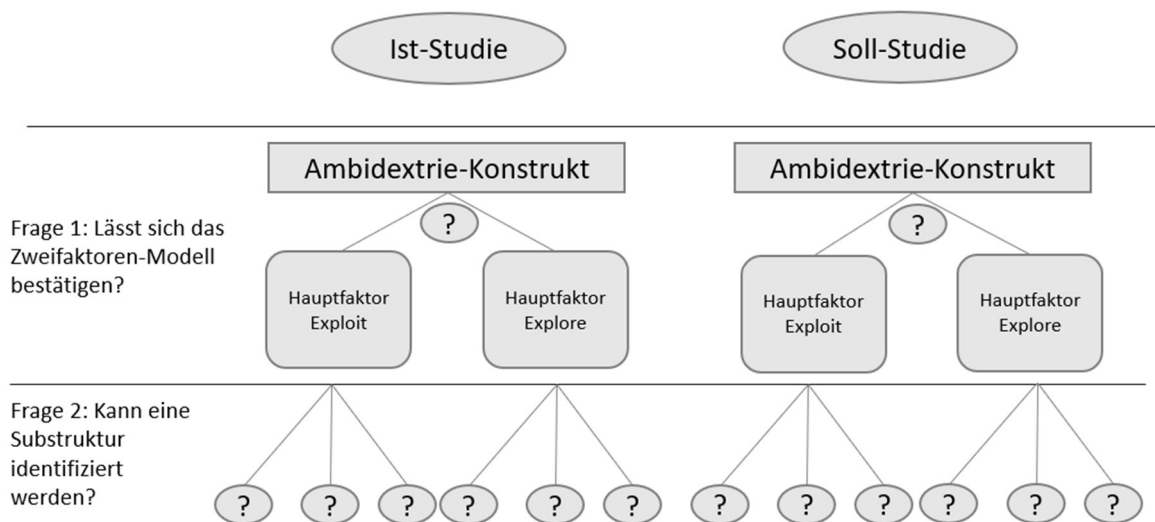 Ist-Studie
Soll-Studie
Ambidextrie-Konstrukt
Ambidextrie-Konstrukt
Frage 1: Lässt sich das
Zweifaktoren-Modell
bestätigen?
?
?
Hauptfaktor
Exploit
Hauptfaktor
Explore
Hauptfaktor
Exploit
Hauptfaktor
Explore
Frage 2: Kann eine
Substruktur
identifiziert
werden?
?
?
?
?
?
?
?
?
?
?
?
?